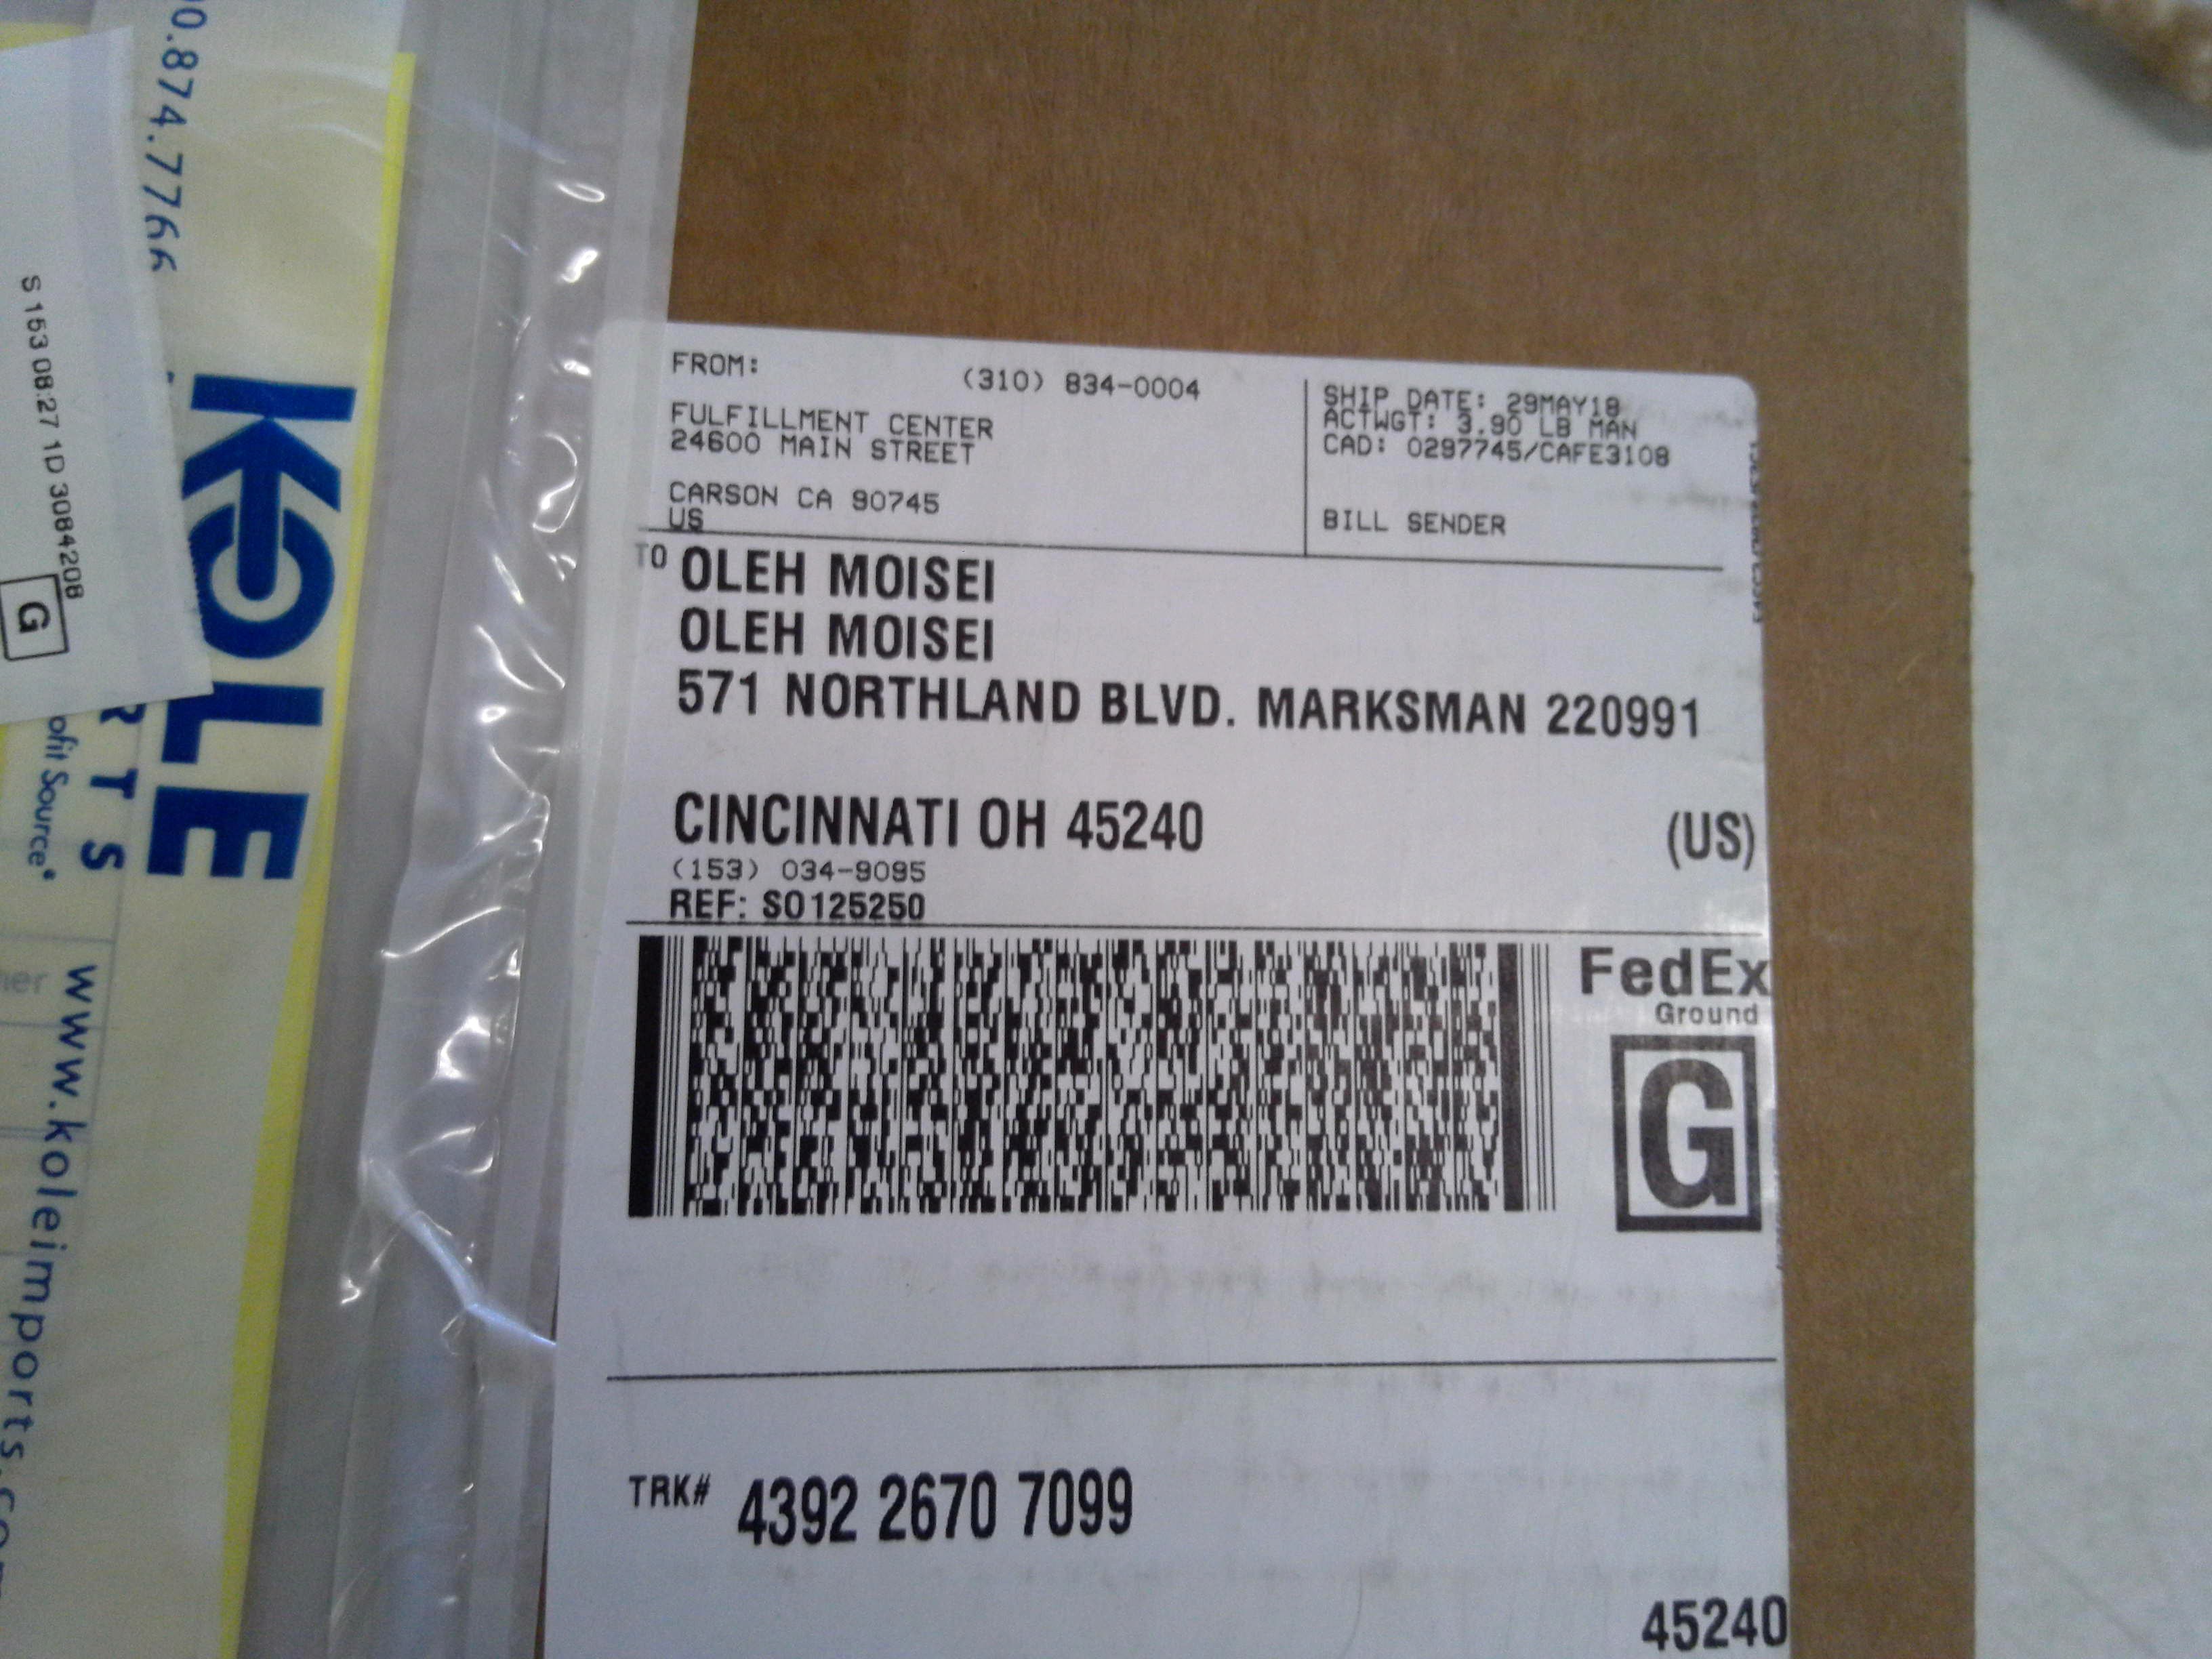 FROM:
(310) 834-0004
FULFILLMENT CENTER
24600 MAIN STREET
CARSON CA 90745
US
SHIP DATE: 29MAY18
ACTWGT: 3.90 LB MAN
CAD: 0297745/CAFE3108
BILL SENDER
TO OLEH MOISEI
OLEH MOISEI
571 NORTHLAND BLVD. MARKSMAN 220991
CINCINNATI OH 45240
(US)
(153) 034-9095
REF: SO125250
FedEx
Ground
G
TRK# 4392 2670 7099
45240
0.874.7766
KOLE
RTS
ofit Source
www.koleimports.com
S 153 08:27 1D 3084208
G